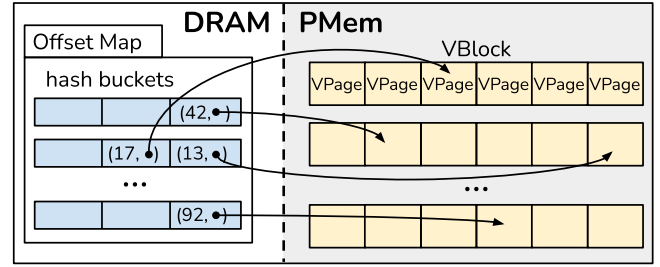 DRAM PMem
Offset Map
VBlock
hash buckets
VPage VPage VPage VPage VPage VPage
(42, )
(17, ) (13, )
...
...
(92, )